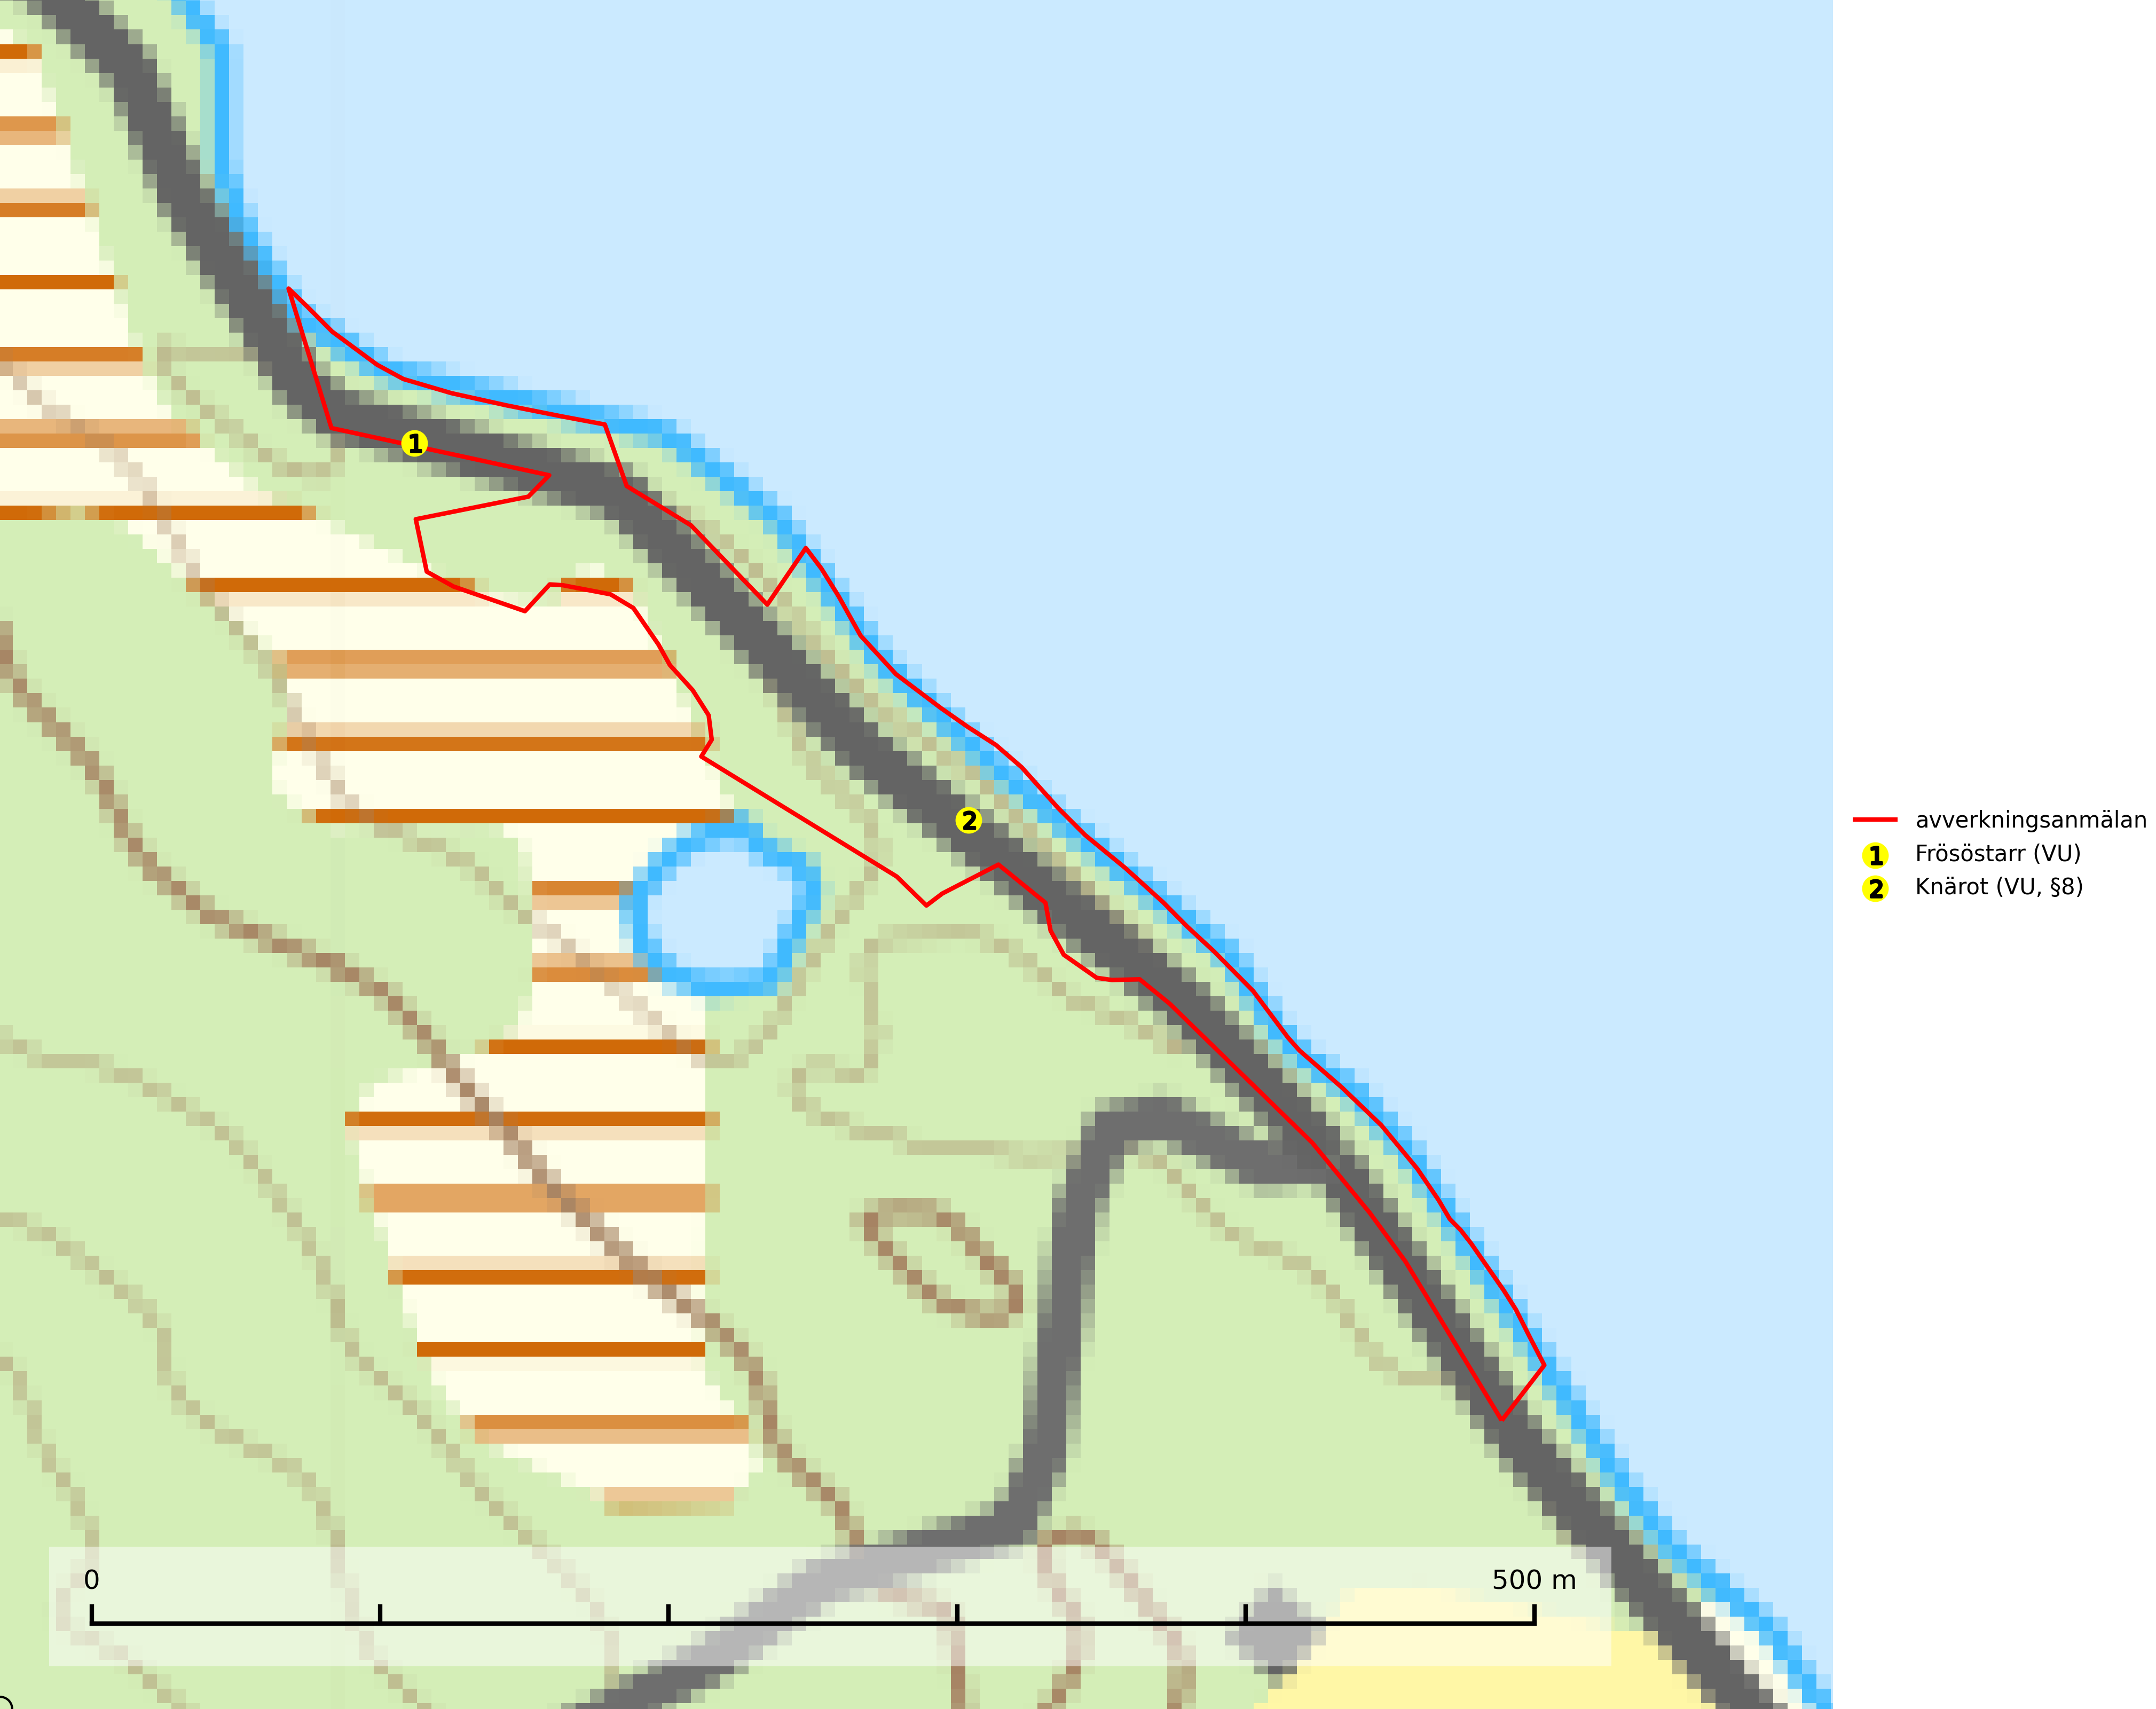 1
2
avverkningsanmälan
1 Frösöstarr (VU)
2 Knärot (VU, §8)
0 500 m